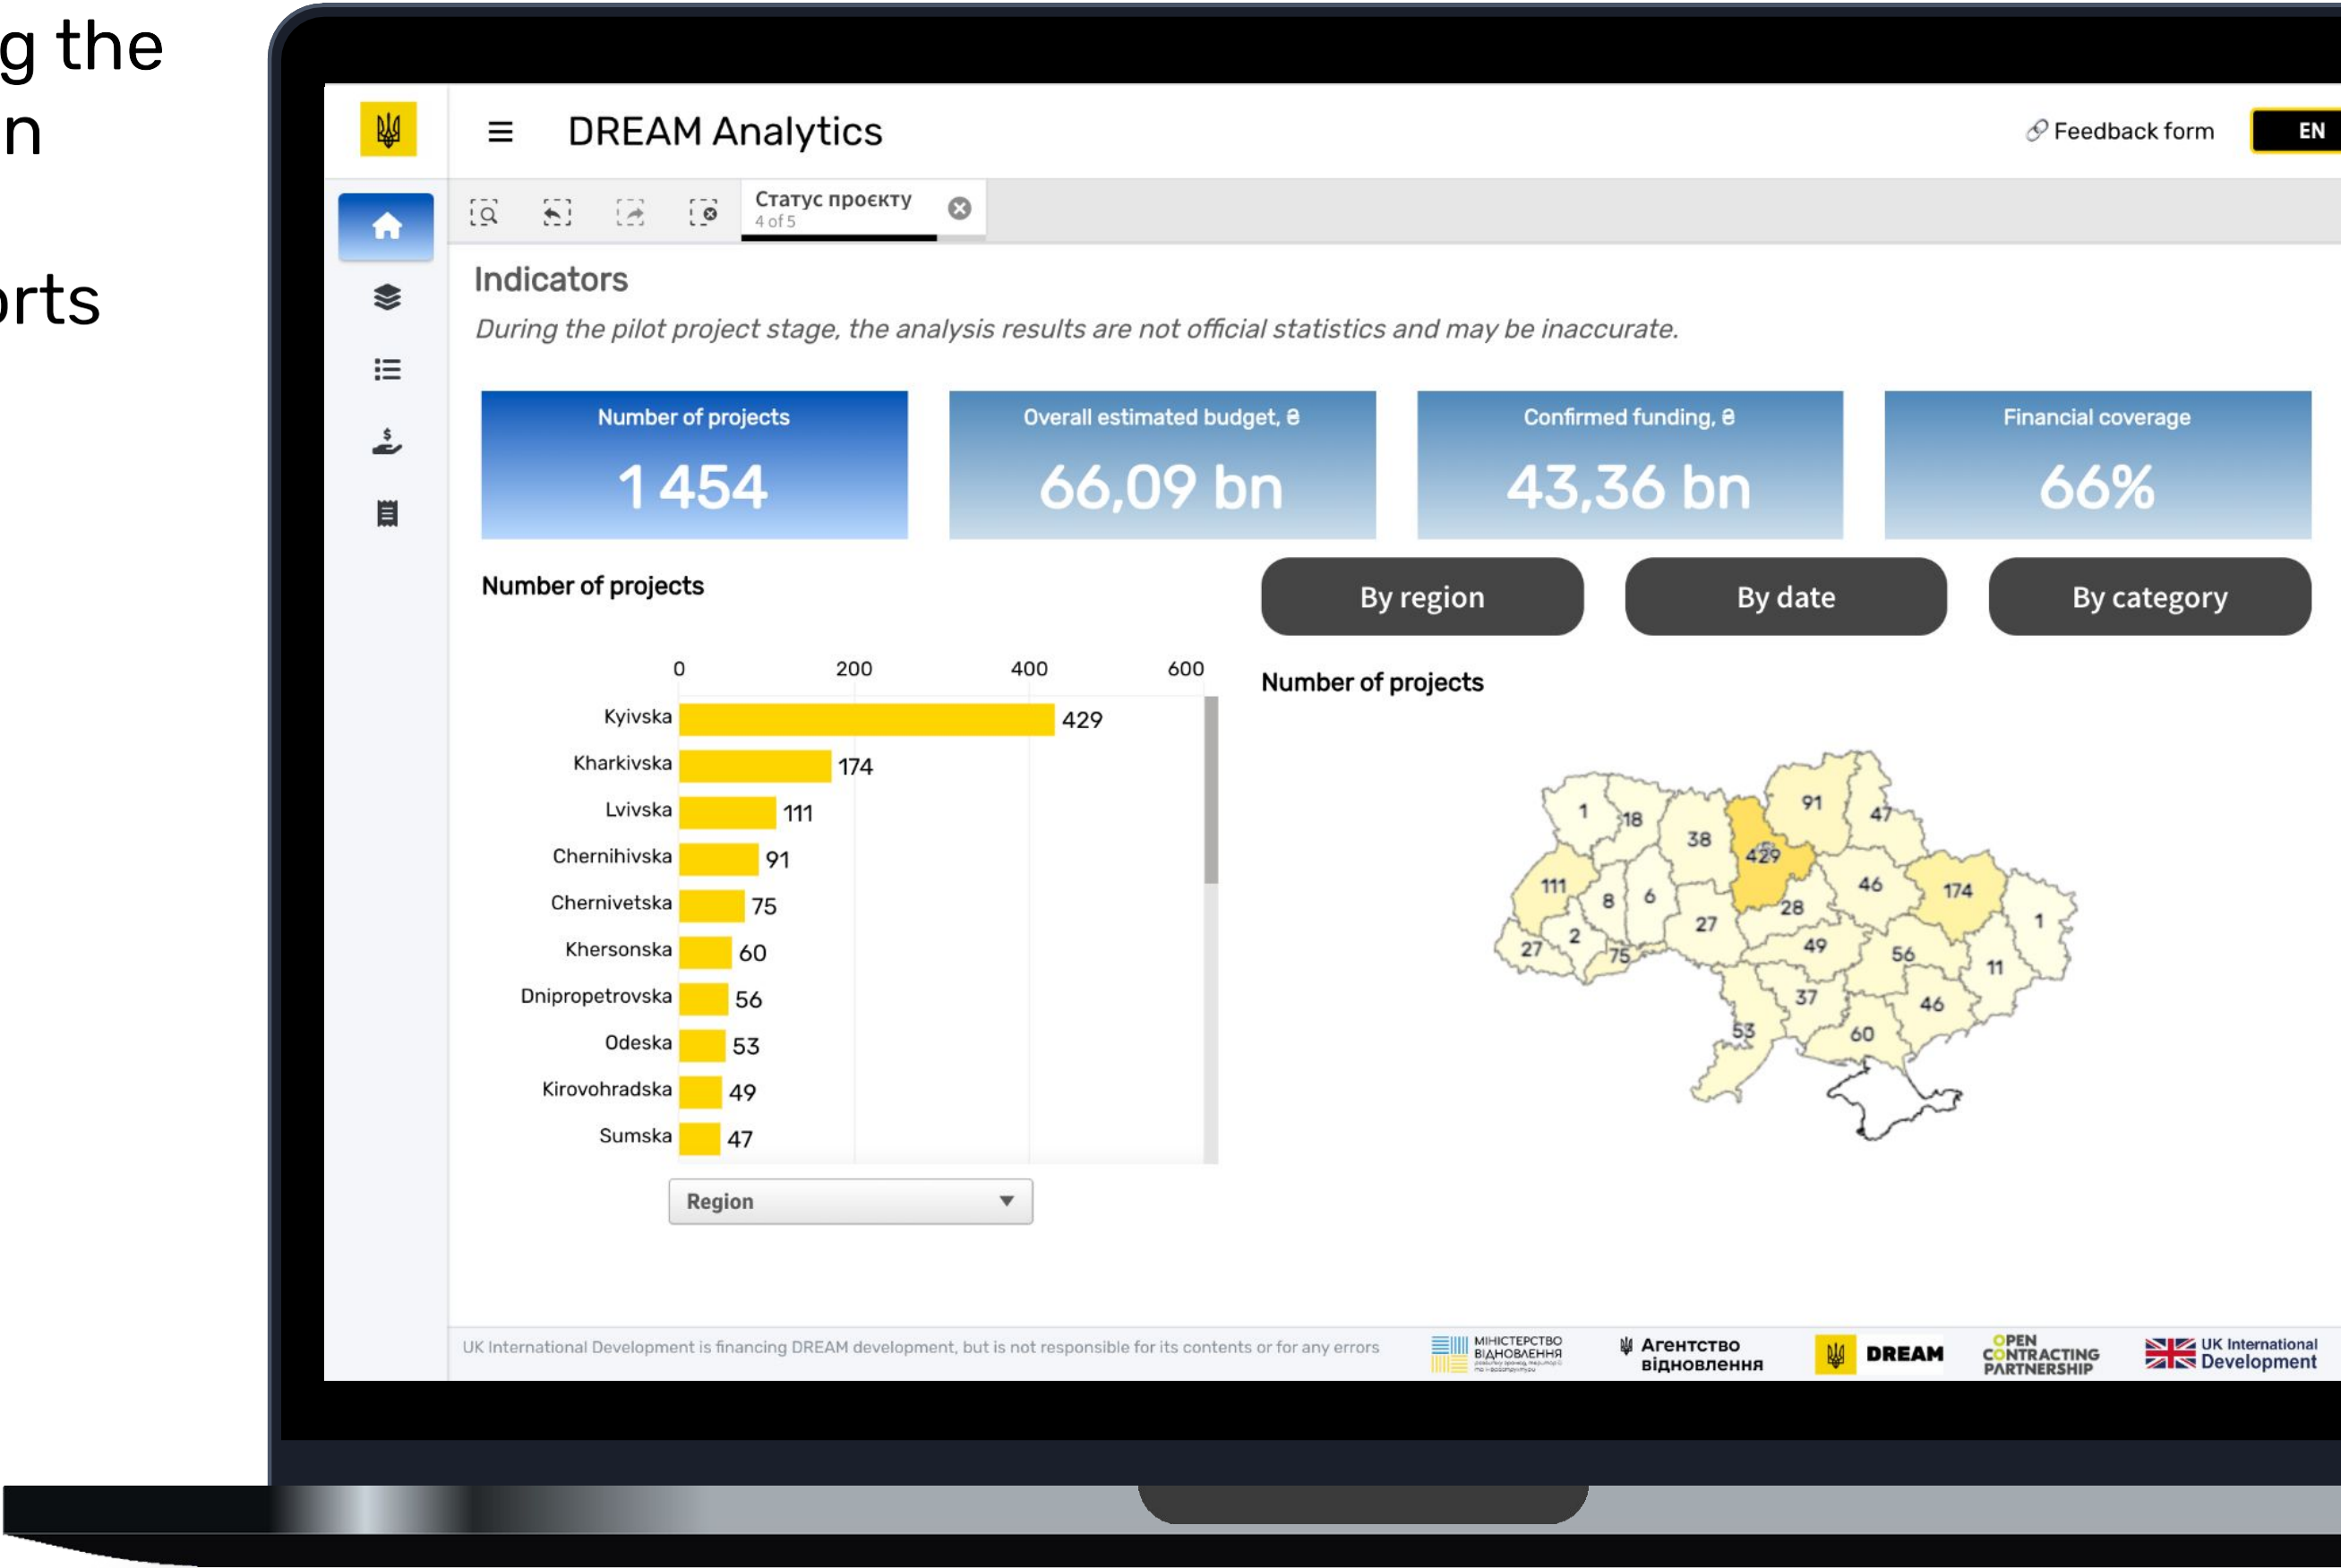 g the
n
orts
DREAM Analytics
Feedback form
EN
Статус проєкту
4 of 5
Indicators
During the pilot project stage, the analysis results are not official statistics and may be inaccurate.
Number of projects
1 454
Overall estimated budget, ₴
66,09 bn
Confirmed funding, ₴
43,36 bn
Financial coverage
66%
Number of projects
By region
By date
By category
0 200 400 600
Kyivska 429
Kharkivska 174
Lvivska 111
Chernihivska 91
Chernivetska 75
Khersonska 60
Dnipropetrovska 56
Odeska 53
Kirovohradska 49
Sumska 47
Region
Number of projects
91
1
18
47
38
429
111
46
174
8
6
28
1
27
2
49
27
75
56
11
37
46
53
60
UK International Development is financing DREAM development, but is not responsible for its contents or for any errors
МІНІСТЕРСТВО
ВІДНОВЛЕННЯ
Агентство
відновлення
DREAM
OPEN
CONTRACTING
PARTNERSHIP
UK International
Development